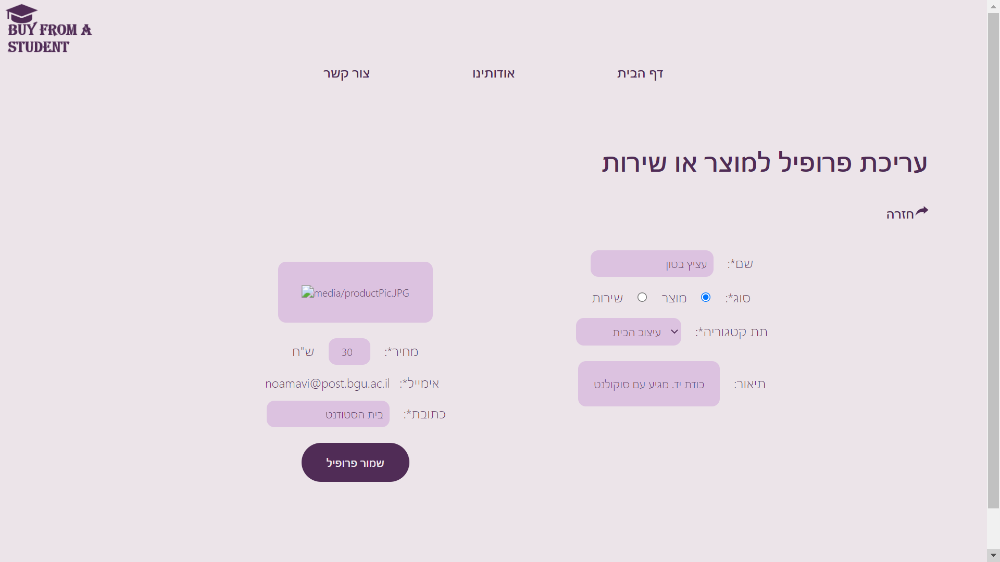 BUY FROM A
STUDENT
דף הבית
אודותינו
צור קשר
עריכת פרופיל למוצר או שירות
חזרה
שם*:
עציץ בטון
סוג*:
מוצר
שירות
תת קטגוריה*:
עיצוב הבית
תיאור:
בודת יד. מגיע עם סוקולנט
media/productPic.JPG
מחיר*:
30
ש"ח
אימייל*:
noamavi@post.bgu.ac.il
כתובת*:
בית הסטודנט
שמור פרופיל